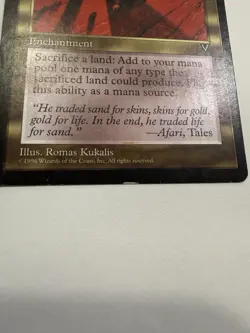 Enchantment
Sacrifice a land: Add to your mana
pool one mana of any type the
sacrificed land could produce. Play
this ability as a mana source.
"He traded sand for skins, skins for gold,
gold for life. In the end, he traded life
for sand."
—Afari, Tales
Illus. Romas Kukalis
© 1996 Wizards of the Coast, Inc. All rights reserved.